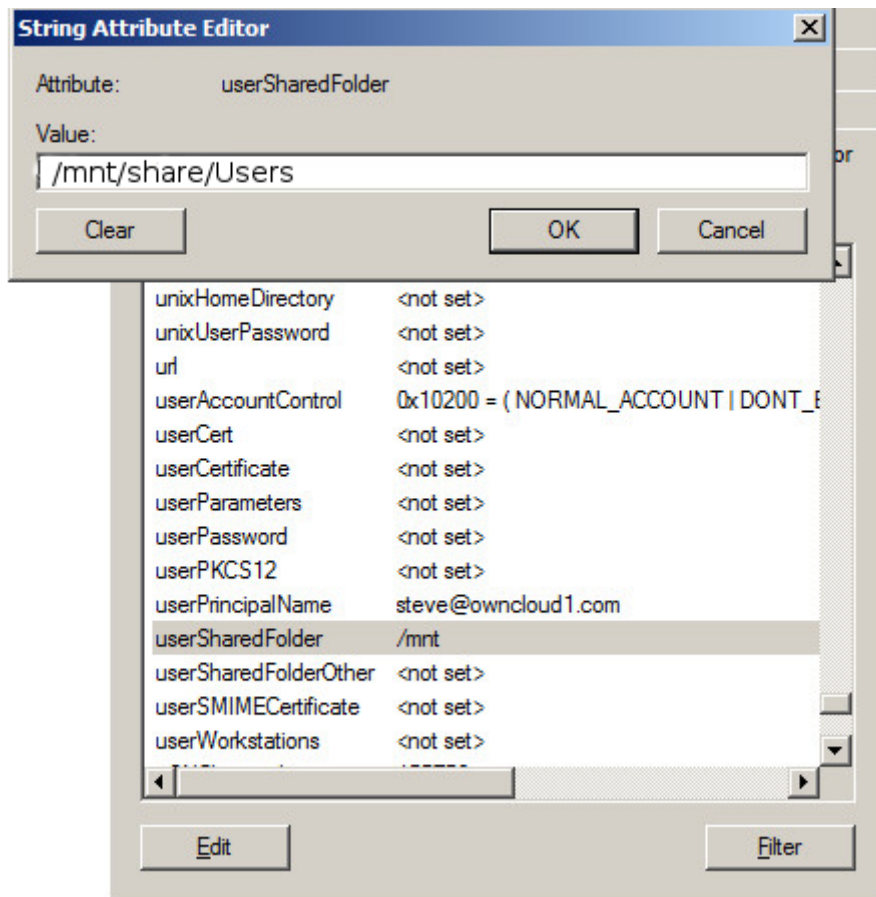 String Attribute Editor
Attribute: userSharedFolder
Value:
/mnt/share/Users
or
Clear OK Cancel
unixHomeDirectory <not set>
unixUserPassword <not set>
url <not set>
userAccountControl 0x10200 = ( NORMAL_ACCOUNT | DONT_E
userCert <not set>
userCertificate <not set>
userParameters <not set>
userPassword <not set>
userPKCS12 <not set>
userPrincipalName steve@owncloud1.com
userSharedFolder /mnt
userSharedFolderOther <not set>
userSMIMECertificate <not set>
userWorkstations <not set>
Edit Filter